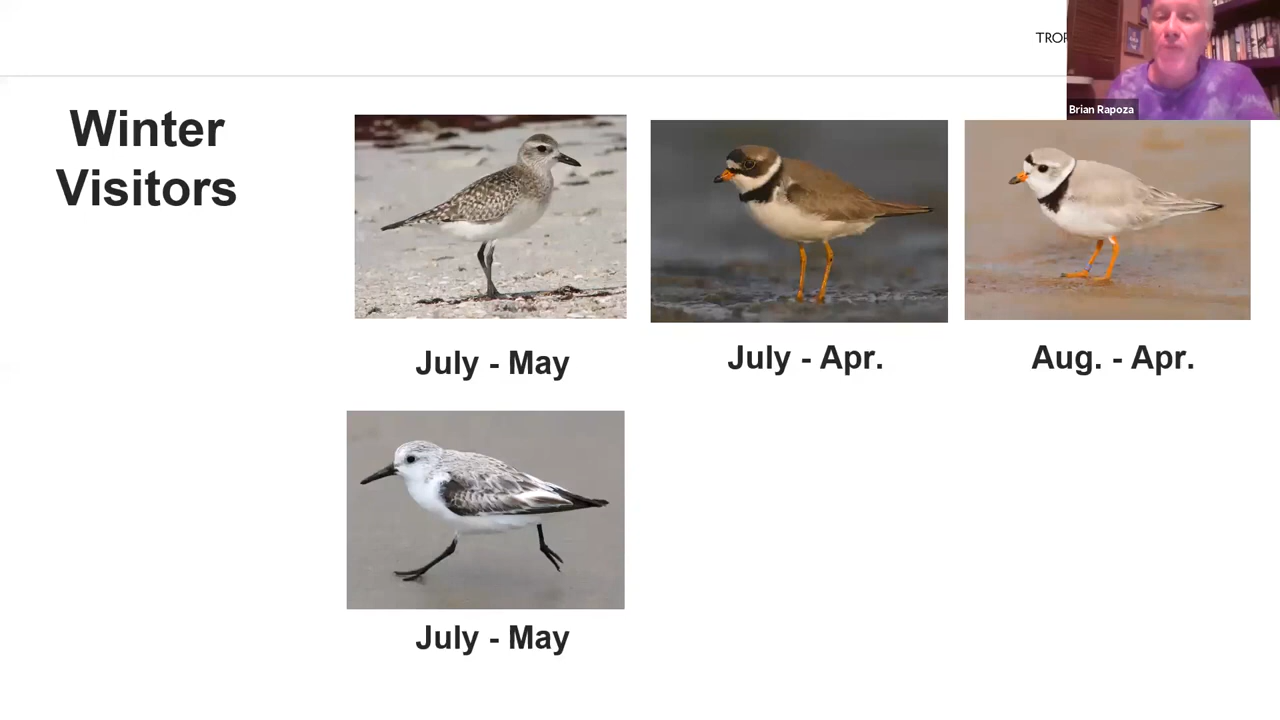 Brian Rapoza
Winter
Visitors
July - May
July - Apr.
Aug. - Apr.
July - May